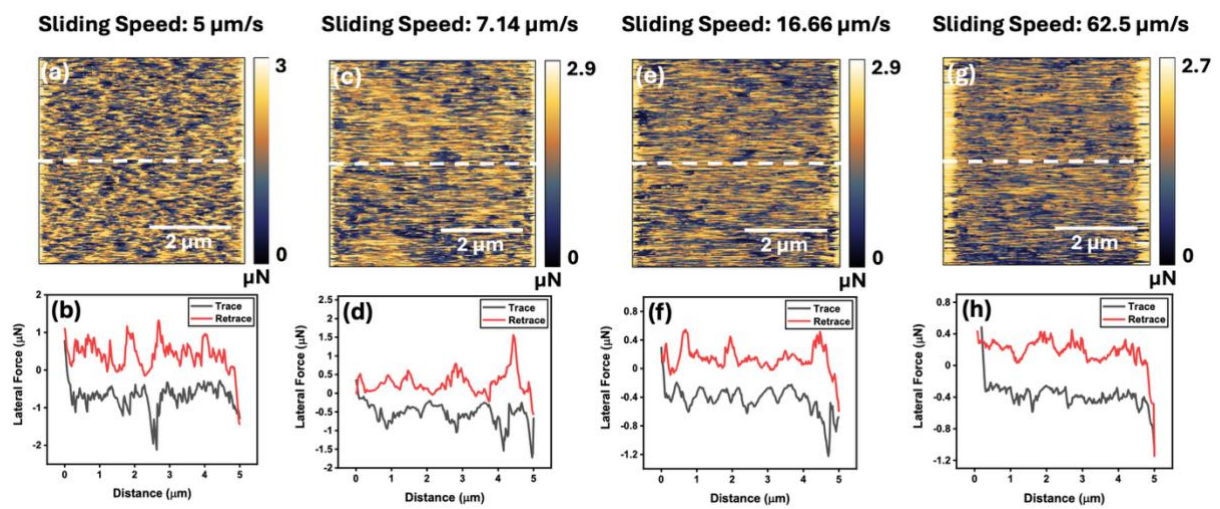 Sliding Speed: 5 µm/s
Sliding Speed: 7.14 µm/s
Sliding Speed: 16.66 µm/s
Sliding Speed: 62.5 µm/s
(a)
3
2 µm
0
µN
(c)
2.9
2 µm
0
µN
(e)
2.9
2 µm
0
µN
(g)
2.7
2 µm
0
µN
(b)
Trace
Retrace
Lateral Force (µN)
2
1
0
-1
-2
0 1 2 3 4 5
Distance (µm)
(d)
Trace
Retrace
Lateral Force (µN)
2.5
2
1.5
1
0.5
0
-0.5
-1
-1.5
-2
0 1 2 3 4 5
Distance (µm)
(f)
Trace
Retrace
Lateral Force (µN)
0.8
0.4
0
-0.4
-0.8
-1.2
0 1 2 3 4 5
Distance (µm)
(h)
Trace
Retrace
Lateral Force (µN)
0.8
0.4
0
-0.4
-0.8
-1.2
0 1 2 3 4 5
Distance (µm)